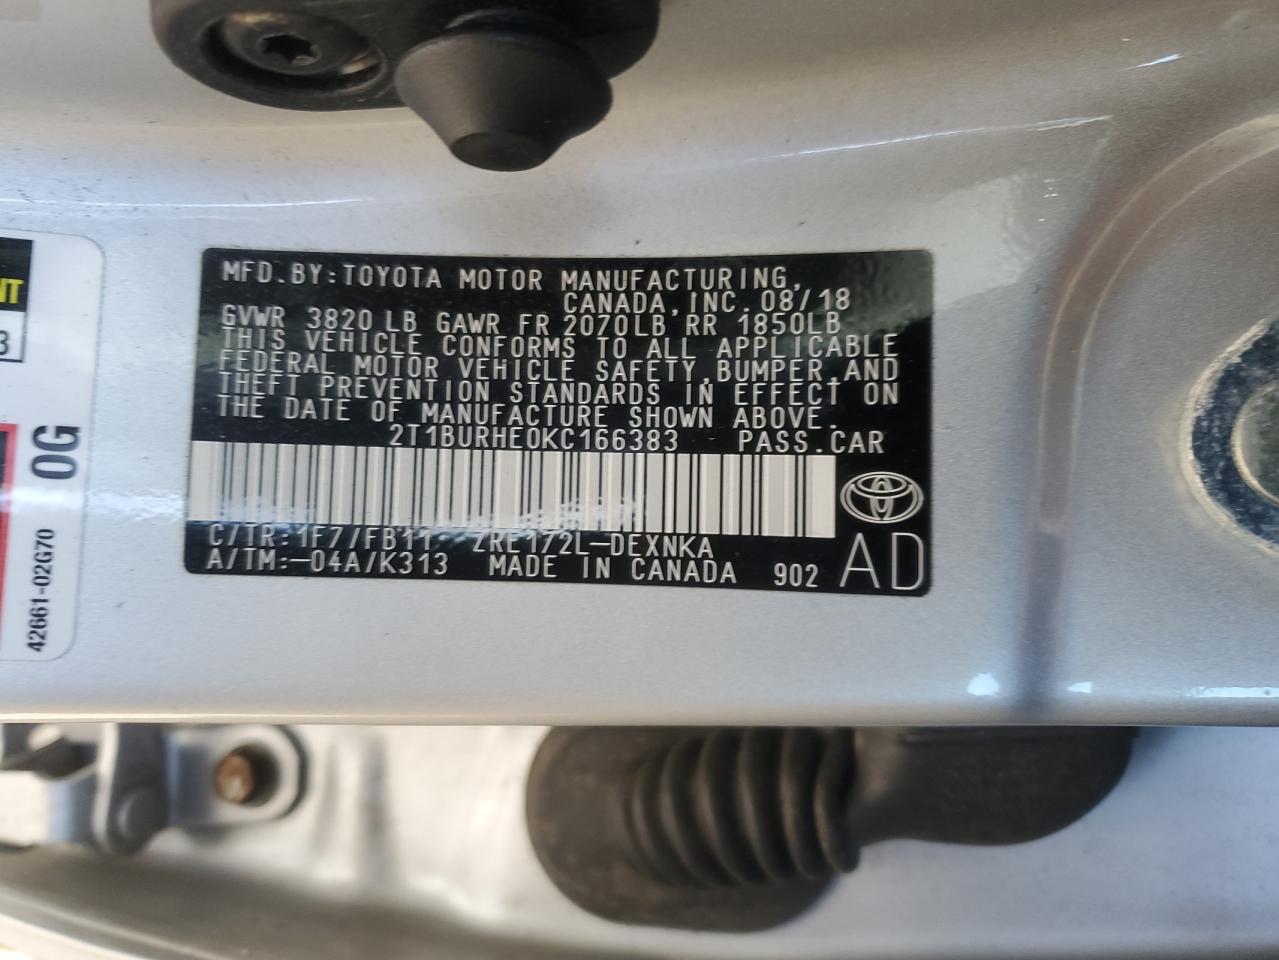 MFD.BY:TOYOTA MOTOR MANUFACTURING,
CANADA,INC.08/18
GVWR 3820 LB GAWR FR 2070LB RR 1850LB
THIS VEHICLE CONFORMS TO ALL APPLICABLE
FEDERAL MOTOR VEHICLE SAFETY,BUMPER,AND
THEFT PREVENTION STANDARDS IN EFFECT ON
THE DATE OF MANUFACTURE SHOWN ABOVE.
2T1BURHE0KC166383 PASS.CAR
C/TR:1F7/FB11 ZRE172L-DEXNKA
A/TM:-04A/K313 MADE IN CANADA 902 AD
NT
3
0G
42661-02G70